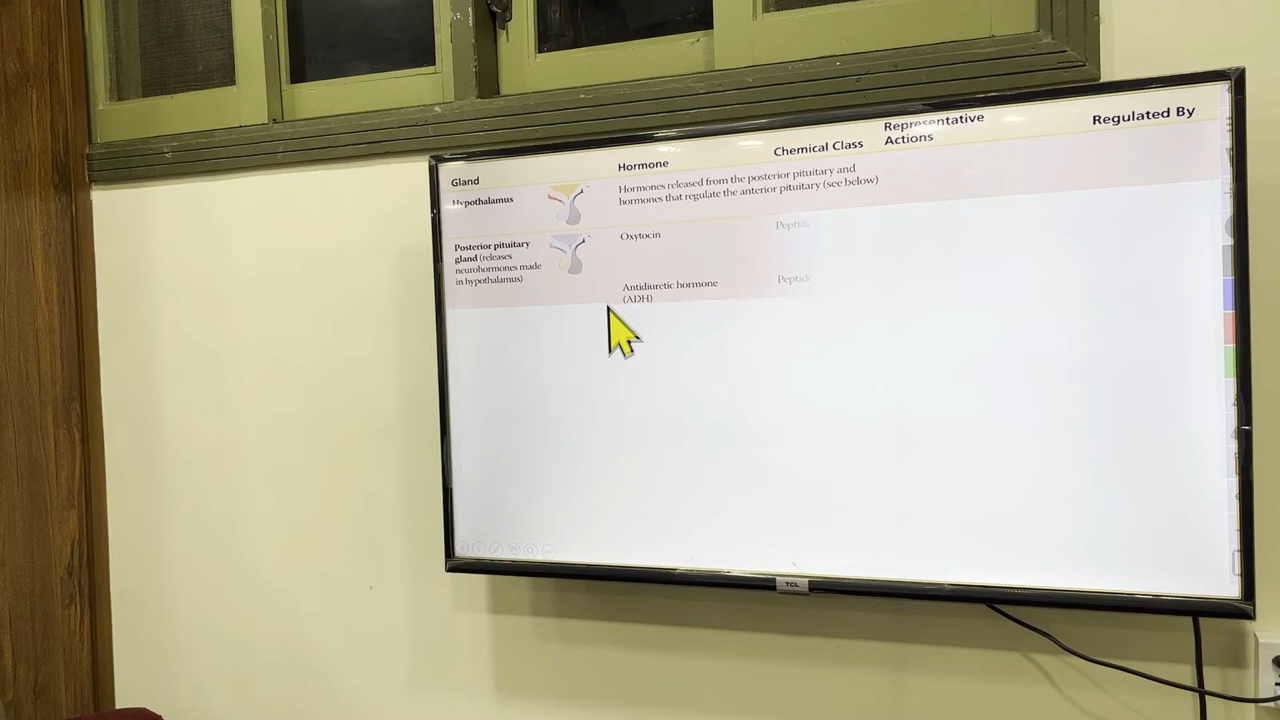 Gland
Hormone
Chemical Class
Representative
Actions
Regulated By
Hypothalamus
Hormones released from the posterior pituitary and
hormones that regulate the anterior pituitary (see below)
Posterior pituitary
gland (releases
neurohormones made
in hypothalamus)
Oxytocin
Peptide
Antidiuretic hormone
(ADH)
Peptide
TCL